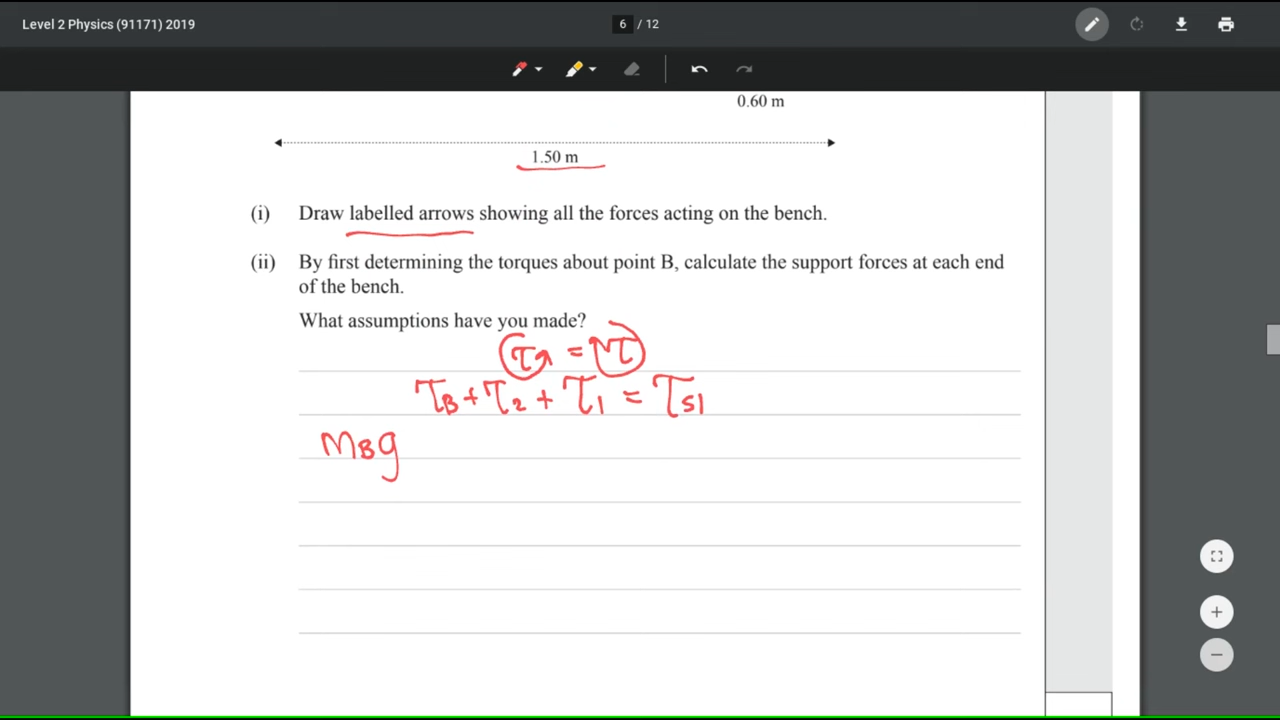 Level 2 Physics (91171) 2019 6 / 12
0.60 m
1.50 m
(i) Draw labelled arrows showing all the forces acting on the bench.
(ii) By first determining the torques about point B, calculate the support forces at each end
of the bench.
What assumptions have you made?
τ = τ
τB + τ2 + τ1 = τS1
mBg